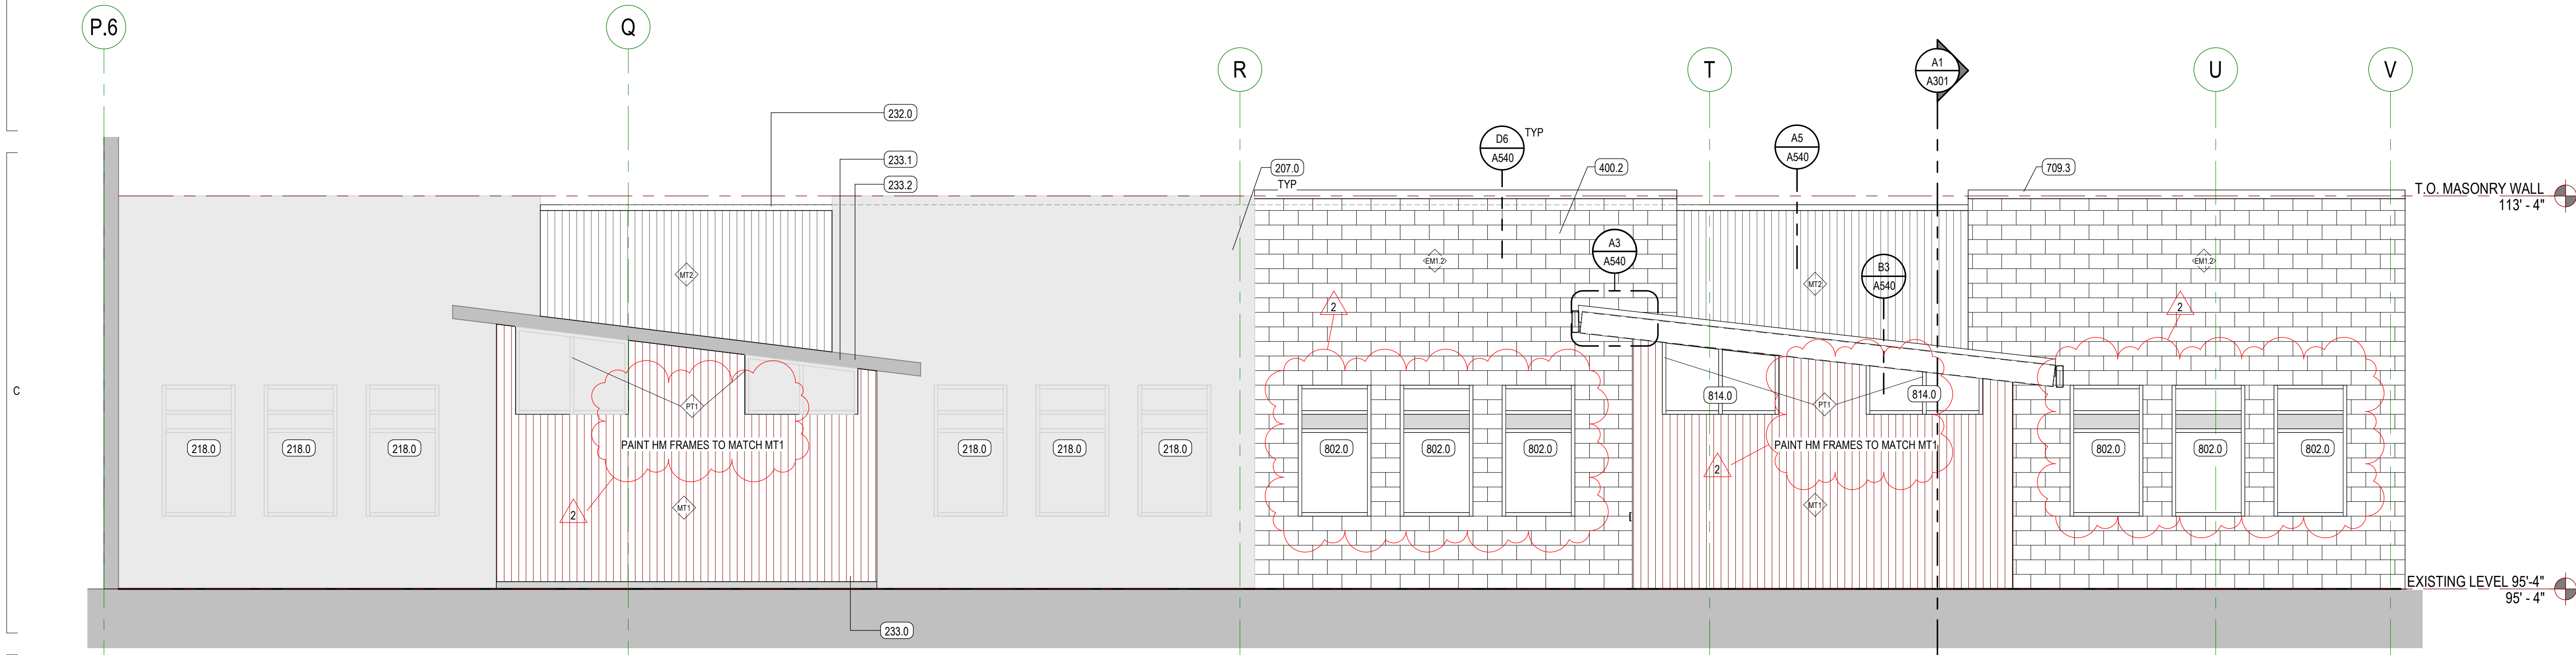 P.6
Q
R
T
A1
A301
U
V
232.0
233.1
233.2
207.0
TYP
D6
A540
TYP
400.2
A5
A540
709.3
T.O. MASONRY WALL
113' - 4"
A3
A540
B3
A540
MT2
EM1.2
MT2
EM1.2
2
2
PT1
PT1
814.0
814.0
218.0
218.0
218.0
PAINT HM FRAMES TO MATCH MT1
218.0
218.0
218.0
802.0
802.0
802.0
PAINT HM FRAMES TO MATCH MT1
802.0
802.0
802.0
2
2
MT1
MT1
C
EXISTING LEVEL 95'-4"
95' - 4"
233.0